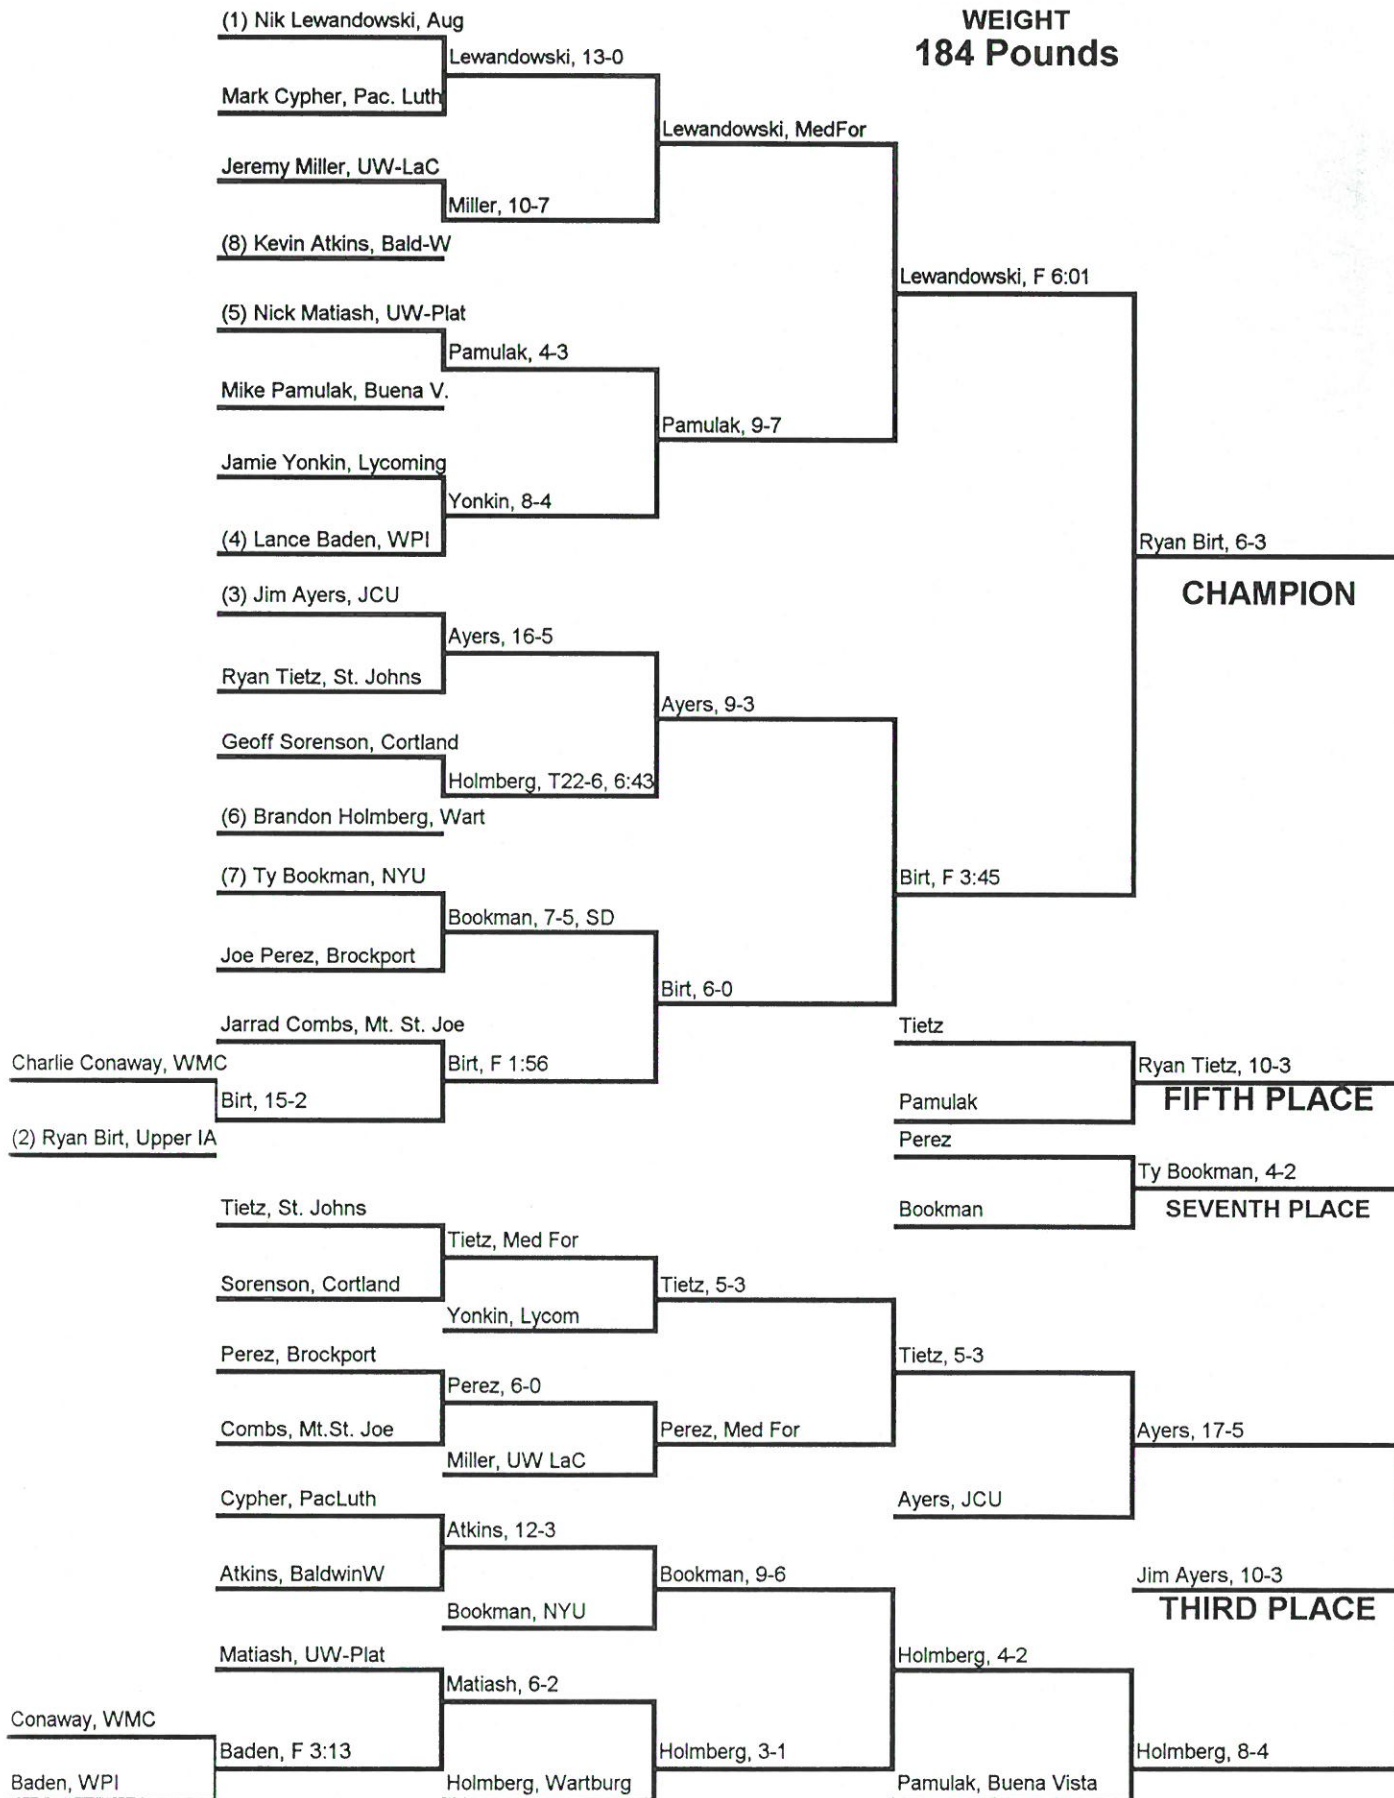 WEIGHT
184 Pounds
(1) Nik Lewandowski, Aug
Lewandowski, 13-0
Mark Cypher, Pac. Luth
Lewandowski, MedFor
Jeremy Miller, UW-LaC
Miller, 10-7
(8) Kevin Atkins, Bald-W
Lewandowski, F 6:01
(5) Nick Matiash, UW-Plat
Pamulak, 4-3
Mike Pamulak, Buena V.
Pamulak, 9-7
Jamie Yonkin, Lycoming
Yonkin, 8-4
(4) Lance Baden, WPI
Ryan Birt, 6-3
CHAMPION
(3) Jim Ayers, JCU
Ayers, 16-5
Ryan Tietz, St. Johns
Ayers, 9-3
Geoff Sorenson, Cortland
Holmberg, T22-6, 6:43
(6) Brandon Holmberg, Wart
Birt, F 3:45
(7) Ty Bookman, NYU
Bookman, 7-5, SD
Joe Perez, Brockport
Birt, 6-0
Jarrad Combs, Mt. St. Joe
Charlie Conaway, WMC
Birt, F 1:56
Birt, 15-2
(2) Ryan Birt, Upper IA
Tietz
Ryan Tietz, 10-3
FIFTH PLACE
Pamulak
Perez
Ty Bookman, 4-2
SEVENTH PLACE
Bookman
Tietz, St. Johns
Tietz, Med For
Sorenson, Cortland
Tietz, 5-3
Yonkin, Lycom
Tietz, 5-3
Perez, Brockport
Perez, 6-0
Combs, Mt.St. Joe
Perez, Med For
Miller, UW LaC
Ayers, 17-5
Ayers, JCU
Cypher, PacLuth
Atkins, 12-3
Atkins, BaldwinW
Bookman, 9-6
Bookman, NYU
Jim Ayers, 10-3
THIRD PLACE
Matiash, UW-Plat
Matiash, 6-2
Holmberg, 4-2
Conaway, WMC
Baden, F 3:13
Baden, WPI
Holmberg, 3-1
Holmberg, Wartburg
Holmberg, 8-4
Pamulak, Buena Vista